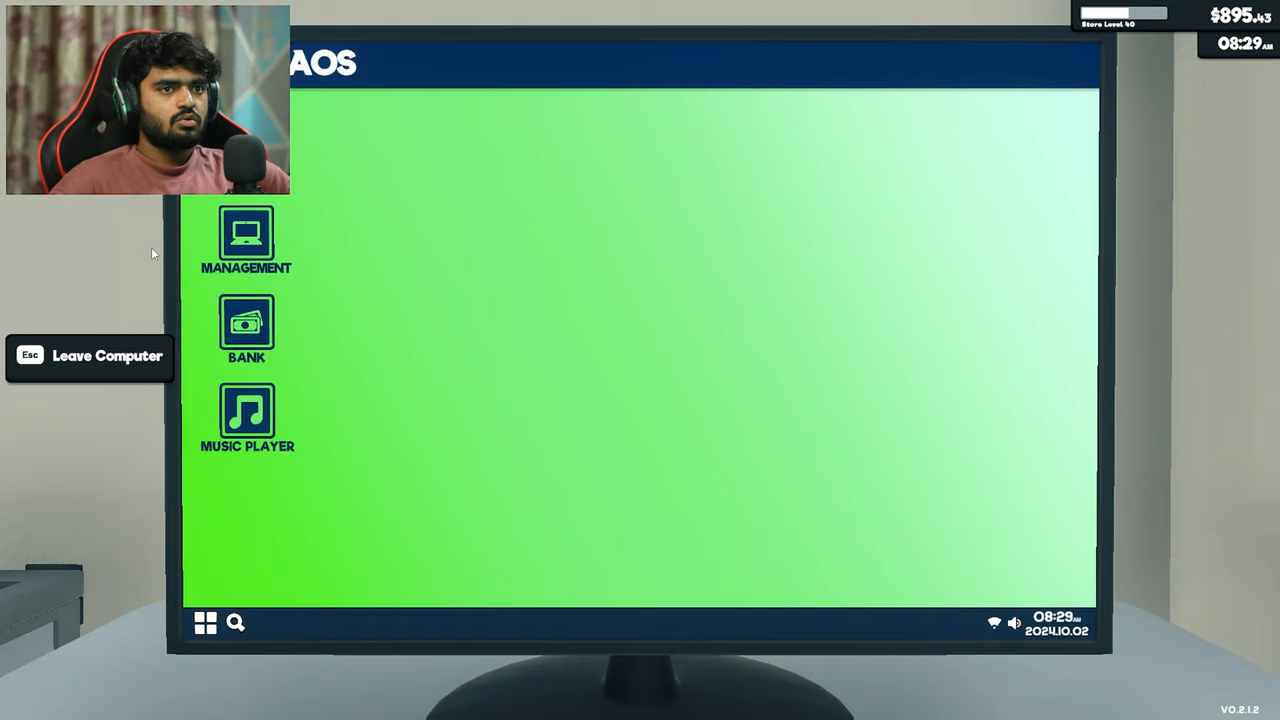 $895.43
Store Level 40
08:29AM
AOS
MANAGEMENT
BANK
MUSIC PLAYER
Esc Leave Computer
08:29AM
2024.10.02
V0.2.1.2